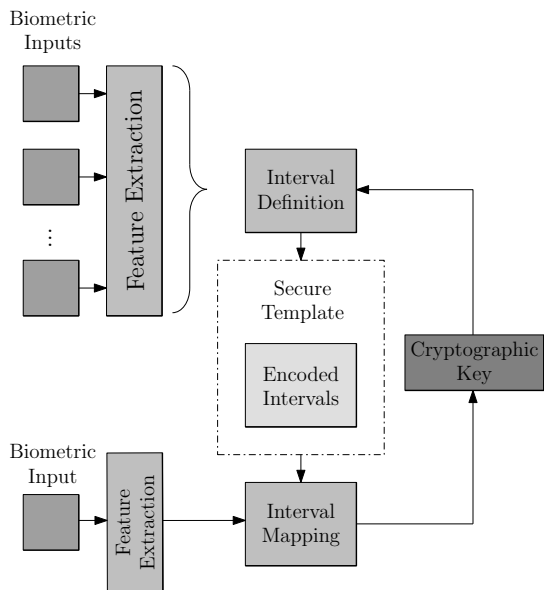 Biometric
Inputs
Feature Extraction
...
Interval
Definition
Secure
Template
Encoded
Intervals
Cryptographic
Key
Biometric
Input
Feature
Extraction
Interval
Mapping